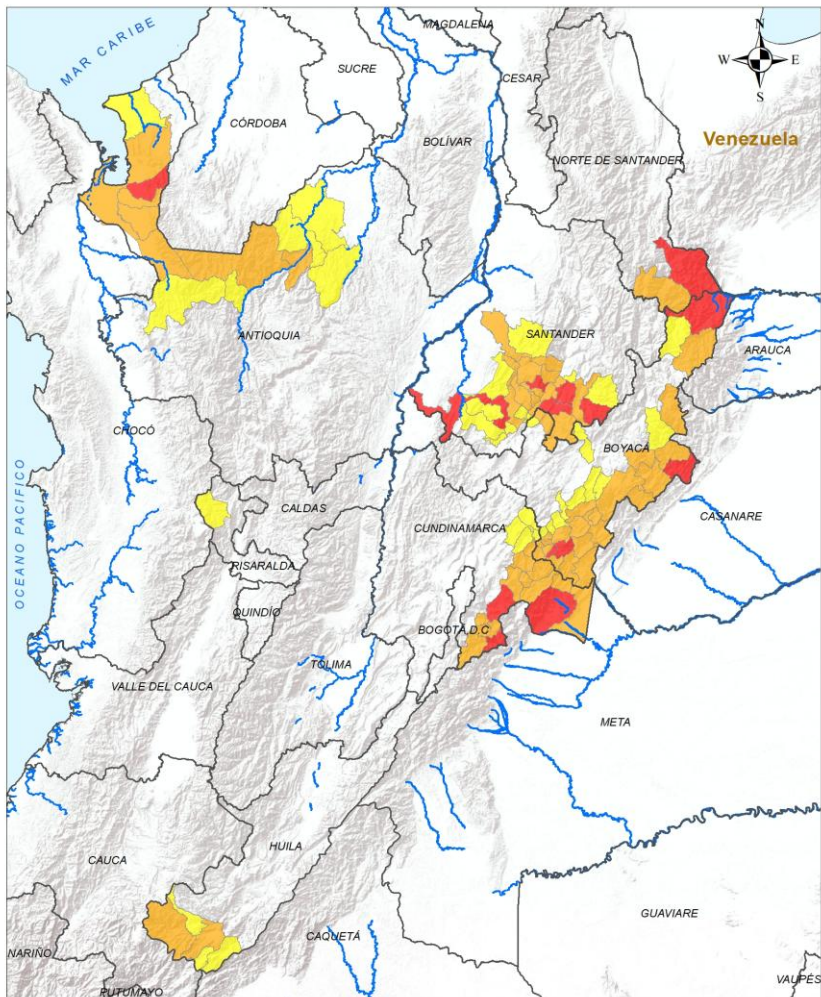 MAGDALENA
MAR CARIBE
N
W
E
S
SUCRE
CESAR
CÓRDOBA
BOLÍVAR
Venezuela
NORTE DE SANTANDER
SANTANDER
ANTIOQUIA
ARAUCA
CHOCÓ
BOYACÁ
OCEANO PACIFICO
CALDAS
CASANARE
CUNDINAMARCA
RISARALDA
QUINDÍO
BOGOTÁ, D.C
TOLIMA
VALLE DEL CAUCA
META
HUILA
CAUCA
GUAVIARE
CAQUETÁ
NARIÑO
VAUPÉS
PUTUMAYO